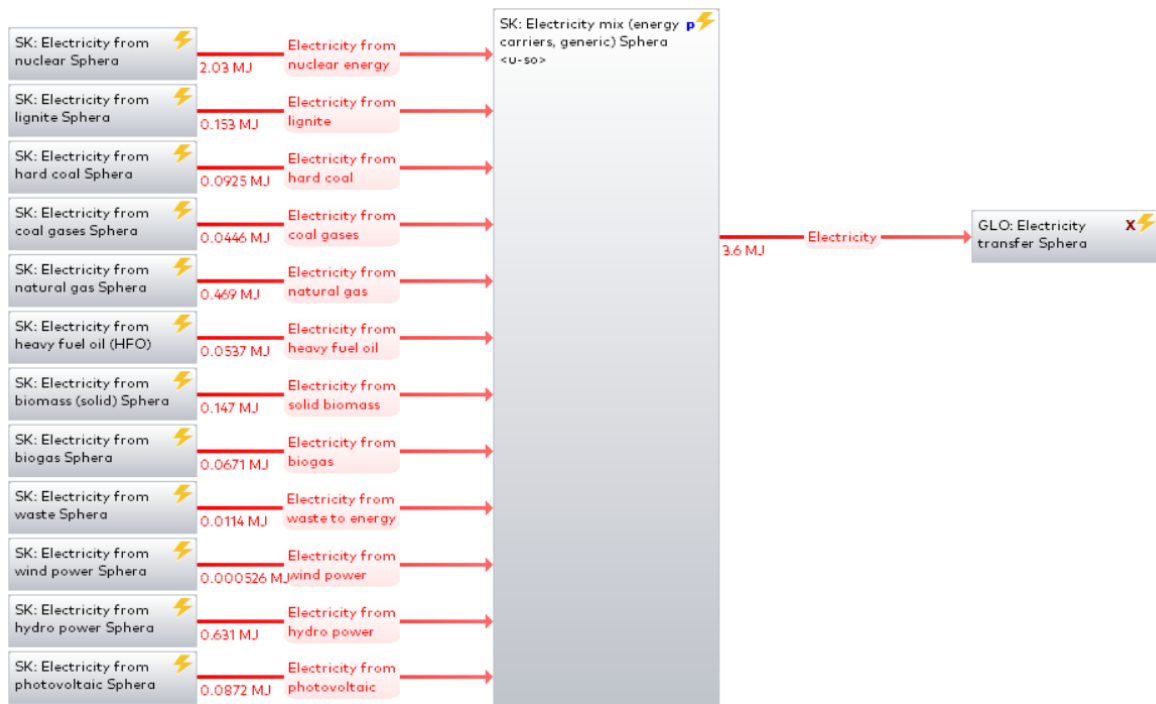 SK: Electricity from
nuclear Sphera
2.03 MJ
Electricity from
nuclear energy
SK: Electricity from
lignite Sphera
0.153 MJ
Electricity from
lignite
SK: Electricity from
hard coal Sphera
0.0925 MJ
Electricity from
hard coal
SK: Electricity from
coal gases Sphera
0.0446 MJ
Electricity from
coal gases
SK: Electricity from
natural gas Sphera
0.469 MJ
Electricity from
natural gas
SK: Electricity from
heavy fuel oil (HFO)
0.0537 MJ
Electricity from
heavy fuel oil
SK: Electricity from
biomass (solid) Sphera
0.147 MJ
Electricity from
solid biomass
SK: Electricity from
biogas Sphera
0.0671 MJ
Electricity from
biogas
SK: Electricity from
waste Sphera
0.0114 MJ
Electricity from
waste to energy
SK: Electricity from
wind power Sphera
0.000526 MJ
Electricity from
wind power
SK: Electricity from
hydro power Sphera
0.631 MJ
Electricity from
hydro power
SK: Electricity from
photovoltaic Sphera
0.0872 MJ
Electricity from
photovoltaic
SK: Electricity mix (energy p
carriers, generic) Sphera
<u-so>
3.6 MJ
Electricity
GLO: Electricity X
transfer Sphera